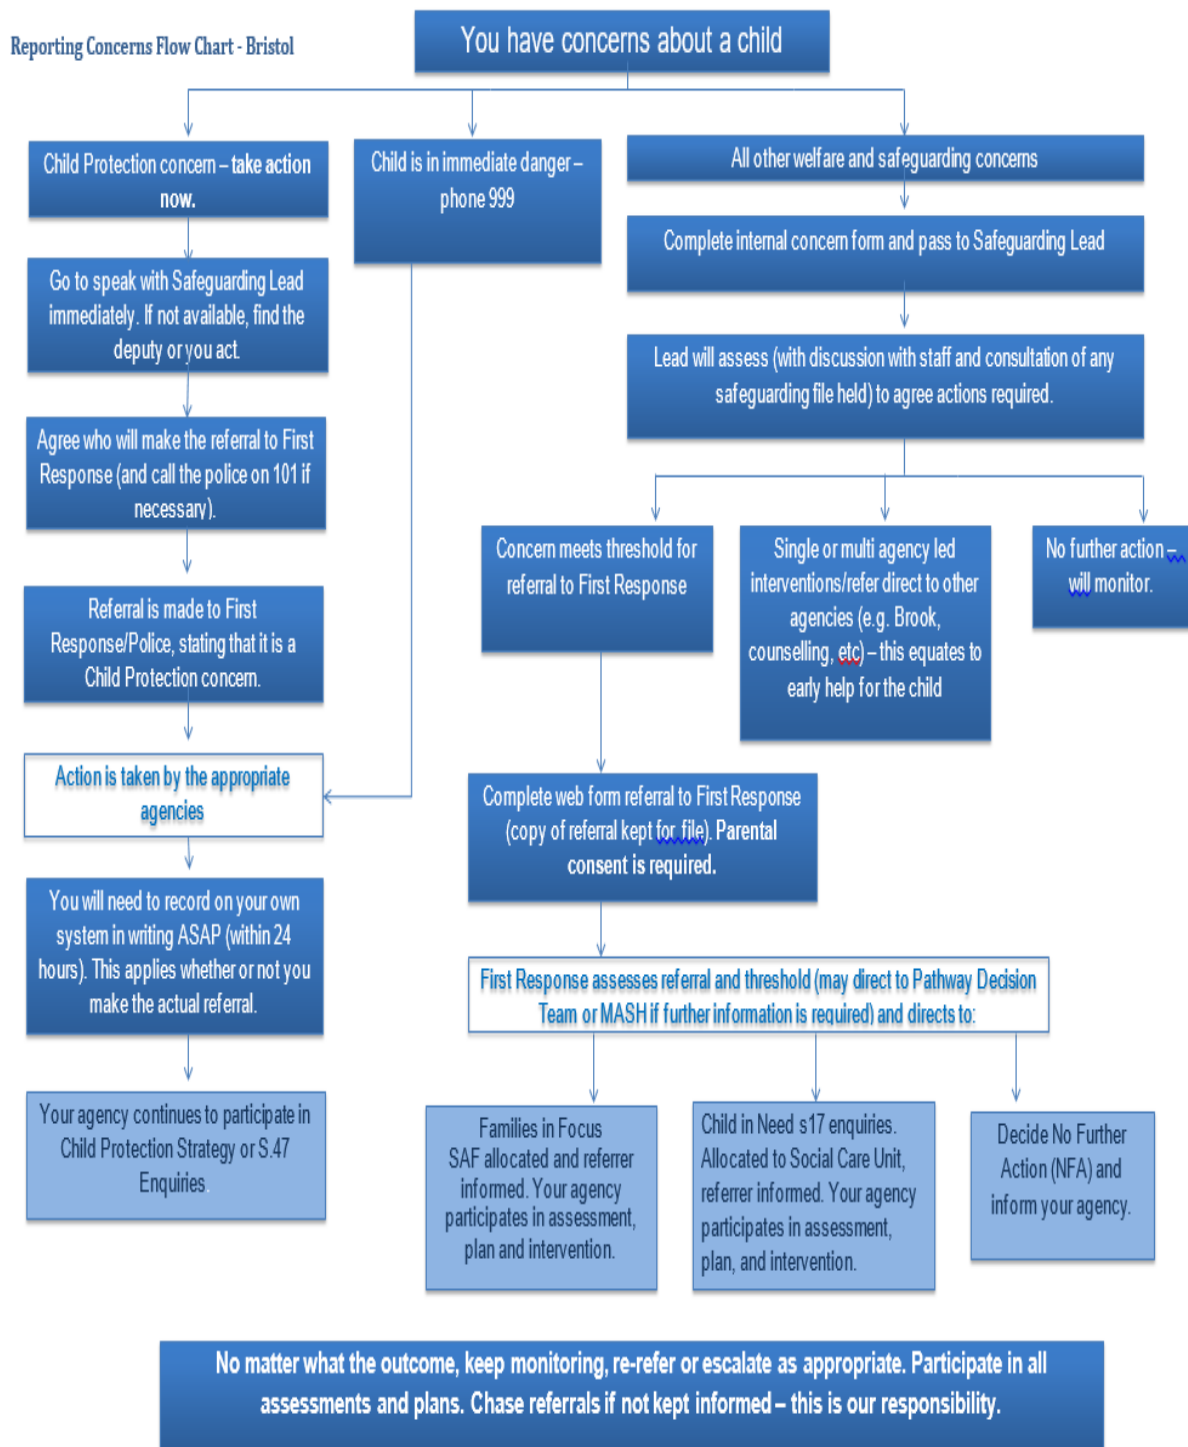 Reporting Concerns Flow Chart - Bristol
You have concerns about a child
Child Protection concern – take action
now.
Go to speak with Safeguarding Lead
immediately. If not available, find the
deputy or you act.
Agree who will make the referral to First
Response (and call the police on 101 if
necessary).
Referral is made to First
Response/Police, stating that it is a
Child Protection concern.
Action is taken by the appropriate
agencies
You will need to record on your own
system in writing ASAP (within 24
hours). This applies whether or not you
make the actual referral.
Your agency continues to participate in
Child Protection Strategy or S.47
Enquiries.
Child is in immediate danger –
phone 999
All other welfare and safeguarding concerns
Complete internal concern form and pass to Safeguarding Lead
Lead will assess (with discussion with staff and consultation of any
safeguarding file held) to agree actions required.
Concern meets threshold for
referral to First Response
Single or multi agency led
interventions/refer direct to other
agencies (e.g. Brook,
counselling, etc) – this equates to
early help for the child
No further action –
will monitor.
Complete web form referral to First Response
(copy of referral kept for file). Parental
consent is required.
First Response assesses referral and threshold (may direct to Pathway Decision
Team or MASH if further information is required) and directs to:
Families in Focus
SAF allocated and referrer
informed. Your agency
participates in assessment,
plan and intervention.
Child in Need s17 enquiries.
Allocated to Social Care Unit,
referrer informed. Your agency
participates in assessment,
plan, and intervention.
Decide No Further
Action (NFA) and
inform your agency.
No matter what the outcome, keep monitoring, re-refer or escalate as appropriate. Participate in all
assessments and plans. Chase referrals if not kept informed – this is our responsibility.